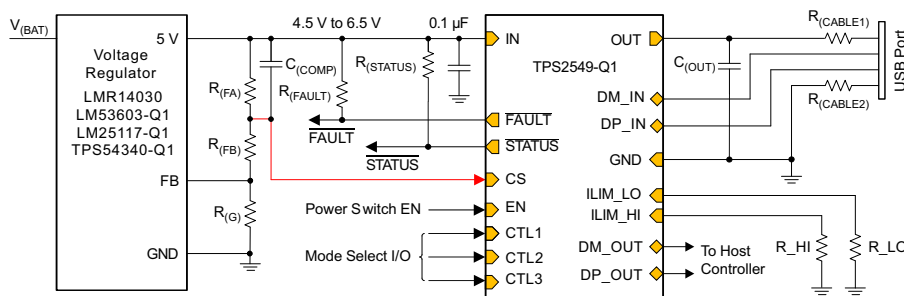 V(BAT)
Voltage
Regulator
LMR14030
LM53603-Q1
LM25117-Q1
TPS54340-Q1
5 V
FB
GND
4.5 V to 6.5 V
0.1 µF
R(FA)
C(COMP)
R(FAULT)
R(STATUS)
R(FB)
R(G)
FAULT
STATUS
Power Switch EN
Mode Select I/O
TPS2549-Q1
IN
FAULT
STATUS
CS
EN
CTL1
CTL2
CTL3
OUT
DM_IN
DP_IN
GND
ILIM_LO
ILIM_HI
DM_OUT
DP_OUT
C(OUT)
R(CABLE1)
R(CABLE2)
USB Port
To Host
Controller
R_HI
R_LO